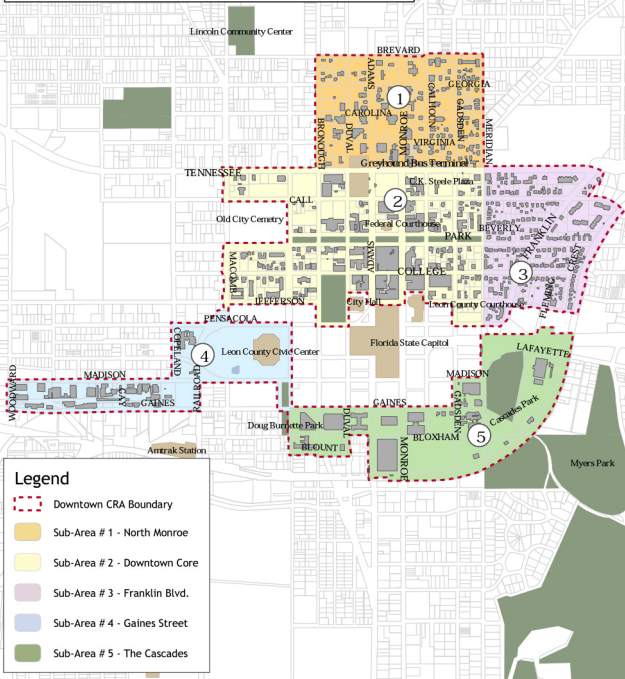 Lincoln Community Center
BREVARD
ADAMS
GEORGIA
1
CALHOUN
GADSDEN
CAROLINA
MONROE
BRONOUGH
DUVAL
MERIDIAN
VIRGINIA
Greyhound Bus Terminal
TENNESSEE
C.K. Steele Plaza
CALL
2
Old City Cemetry
Federal Courthouse
BEVERLY
FRANKLIN
PARK
ADAMS
MACOMB
COLLEGE
3
CREST
JEFFERSON
City Hall
Leon County Courthouse
FLEMING
PENSACOLA
COPELAND
4
Leon County Civic Center
Florida State Capitol
LAFAYETTE
MADISON
MADISON
WOODWARD
GAY
GAINES
RAILROAD
GAINES
GADSDEN
Cascades Park
Doug Burnette Park
DUVAL
BLOXHAM
5
BLOUNT
MONROE
Amtrak Station
Myers Park
Legend
Downtown CRA Boundary
Sub-Area # 1 - North Monroe
Sub-Area # 2 - Downtown Core
Sub-Area # 3 - Franklin Blvd.
Sub-Area # 4 - Gaines Street
Sub-Area # 5 - The Cascades